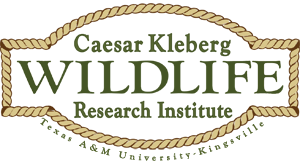 Caesar Kleberg
WILDLIFE
Research Institute
Texas A&M University-Kingsville